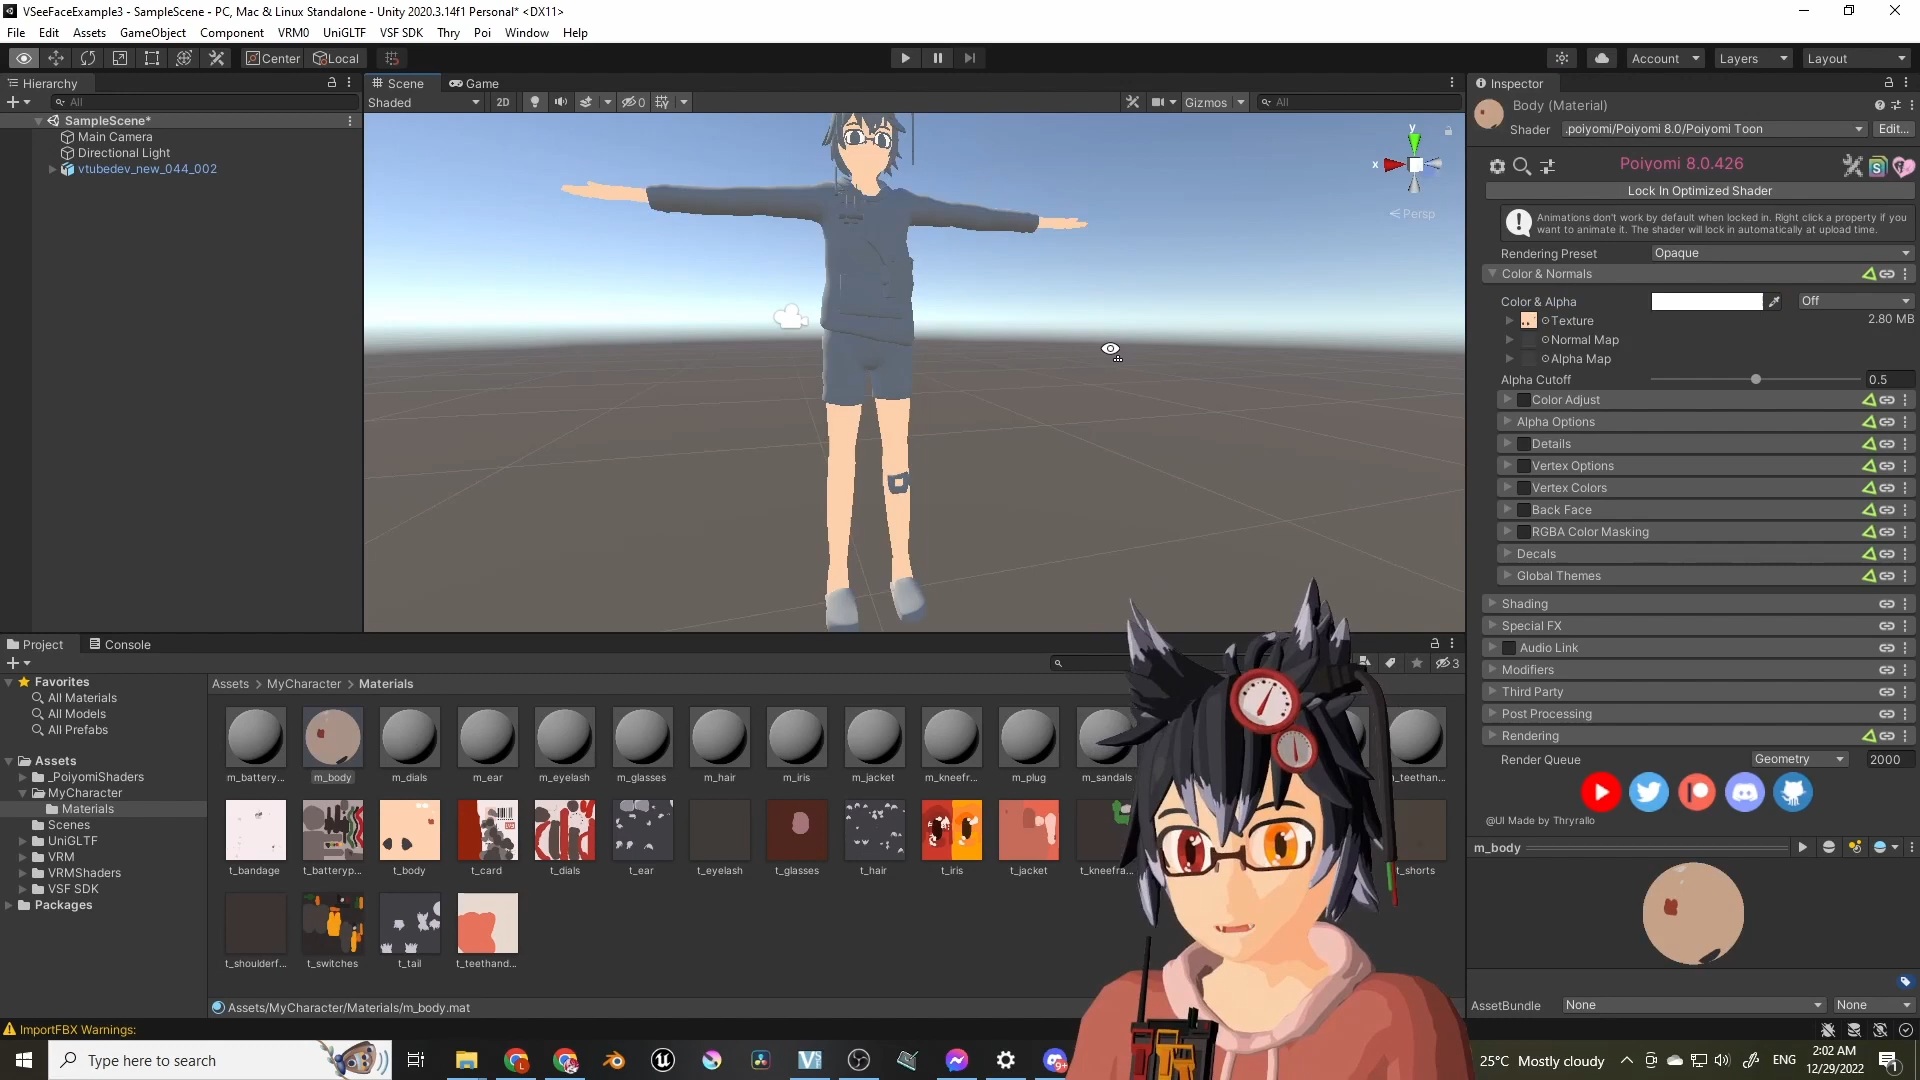 VSeeFaceExample3 - SampleScene - PC, Mac & Linux Standalone - Unity 2020.3.14f1 Personal* <DX11>
File Edit Assets GameObject Component VRM0 UniGLTF VSF SDK Thry Poi Window Help
Center Local Account Layers Layout
Hierarchy
All
SampleScene*
Main Camera
Directional Light
vtubedev_new_044_002
Scene Game
Shaded 2D 0 Gizmos All
y
x
Persp
Inspector
Body (Material)
Shader .poiyomi/Poiyomi 8.0/Poiyomi Toon Edit...
Poiyomi 8.0.426
Lock In Optimized Shader
Animations don't work by default when locked in. Right click a property if you
want to animate it. The shader will lock in automatically at upload time.
Rendering Preset Opaque
Color & Normals
Color & Alpha Off
Texture 2.80 MB
Normal Map
Alpha Map
Alpha Cutoff 0.5
Color Adjust
Alpha Options
Details
Vertex Options
Vertex Colors
Back Face
RGBA Color Masking
Decals
Global Themes
Shading
Special FX
Audio Link
Modifiers
Third Party
Post Processing
Rendering
Render Queue Geometry 2000
@UI Made by Thryrallo
m_body
AssetBundle None None
Project Console
3
Favorites
All Materials
All Models
All Prefabs
Assets
_PoiyomiShaders
MyCharacter
Materials
Scenes
UniGLTF
VRM
VRMShaders
VSF SDK
Packages
Assets > MyCharacter > Materials
m_battery... m_body m_dials m_ear m_eyelash m_glasses m_hair m_iris m_jacket m_kneefr... m_plug m_sandals m_teethan...
t_bandage t_batteryp... t_body t_card t_dials t_ear t_eyelash t_glasses t_hair t_iris t_jacket t_kneefra... t_shorts
t_shoulderf... t_switches t_tail t_teethand...
Assets/MyCharacter/Materials/m_body.mat
ImportFBX Warnings:
Type here to search
9+
25°C Mostly cloudy
ENG
2:02 AM
12/29/2022
1